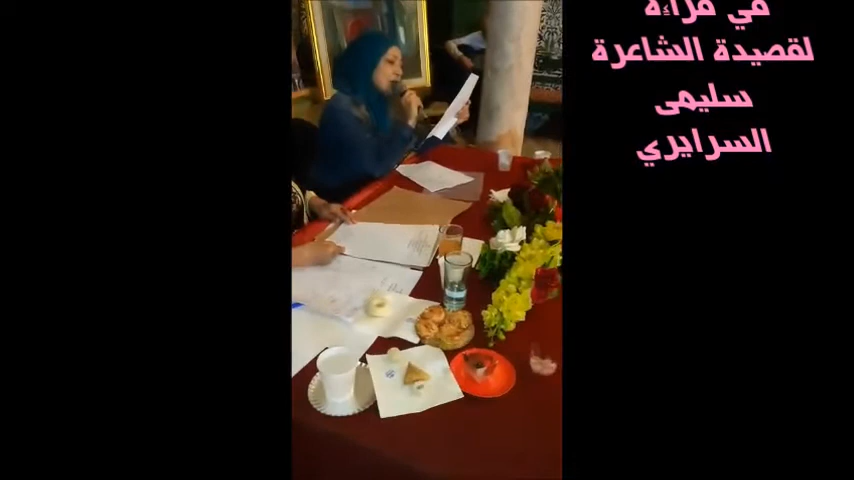 في قراءة
لقصيدة الشاعرة
سليمى
السرايري